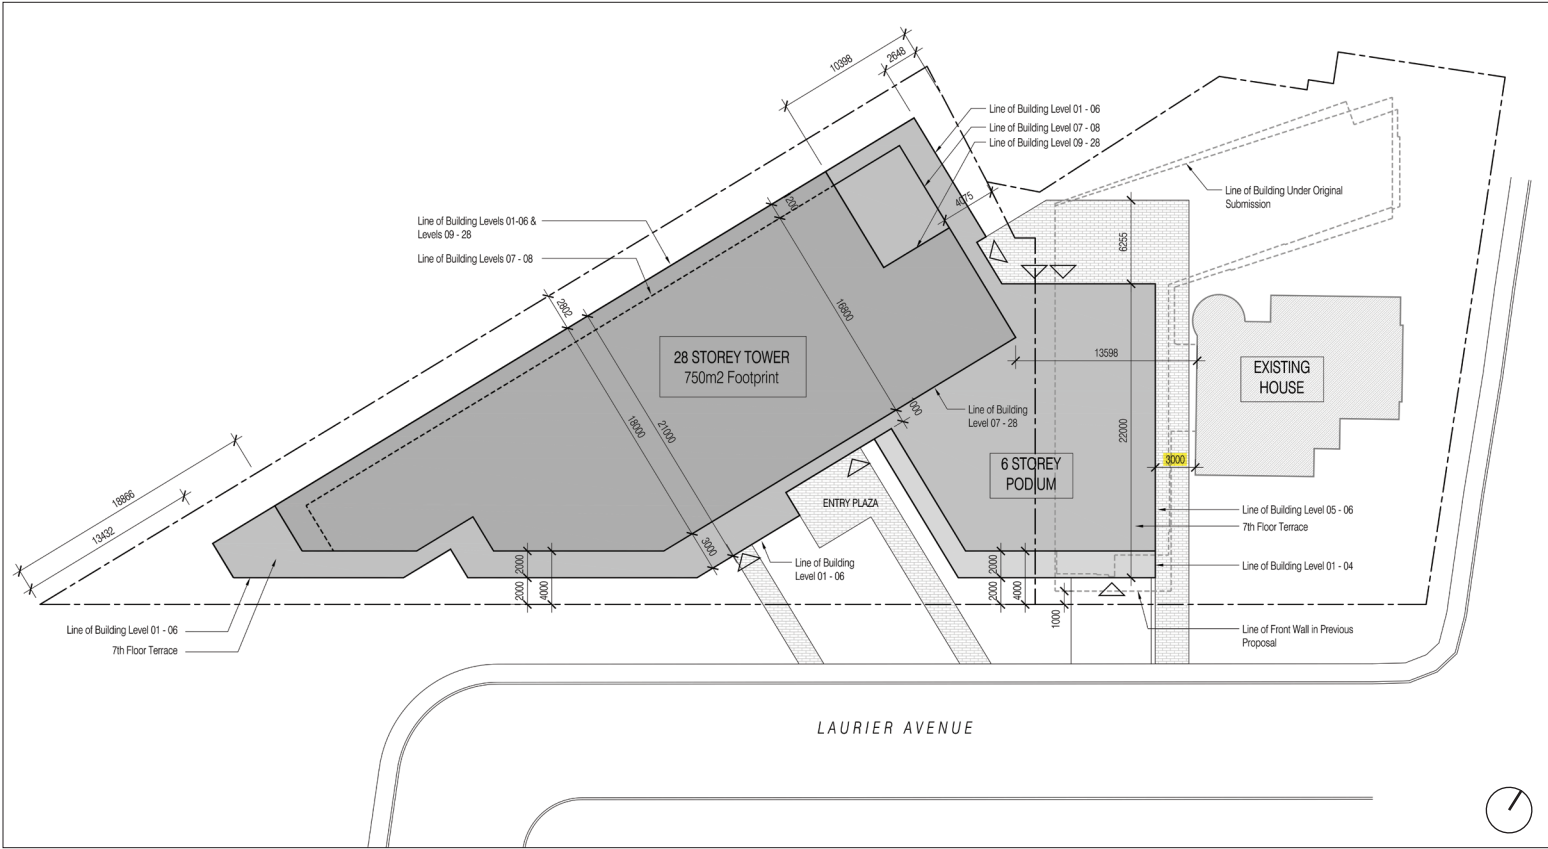 10398
2648
Line of Building Level 01 - 06
Line of Building Level 07 - 08
Line of Building Level 09 - 28
Line of Building Under Original
Submission
4075
200
Line of Building Levels 01-06 &
Levels 09 - 28
Line of Building Levels 07 - 08
6255
2802
16800
28 STOREY TOWER
750m2 Footprint
13598
EXISTING
HOUSE
18000
21000
Line of Building
Level 07 - 28
22000
6 STOREY
PODIUM
3000
18866
13432
ENTRY PLAZA
Line of Building Level 05 - 06
7th Floor Terrace
3000
Line of Building
Level 01 - 06
Line of Building Level 01 - 04
2000
2000
4000
2000
2000
4000
1000
Line of Building Level 01 - 06
7th Floor Terrace
Line of Front Wall in Previous
Proposal
LAURIER AVENUE